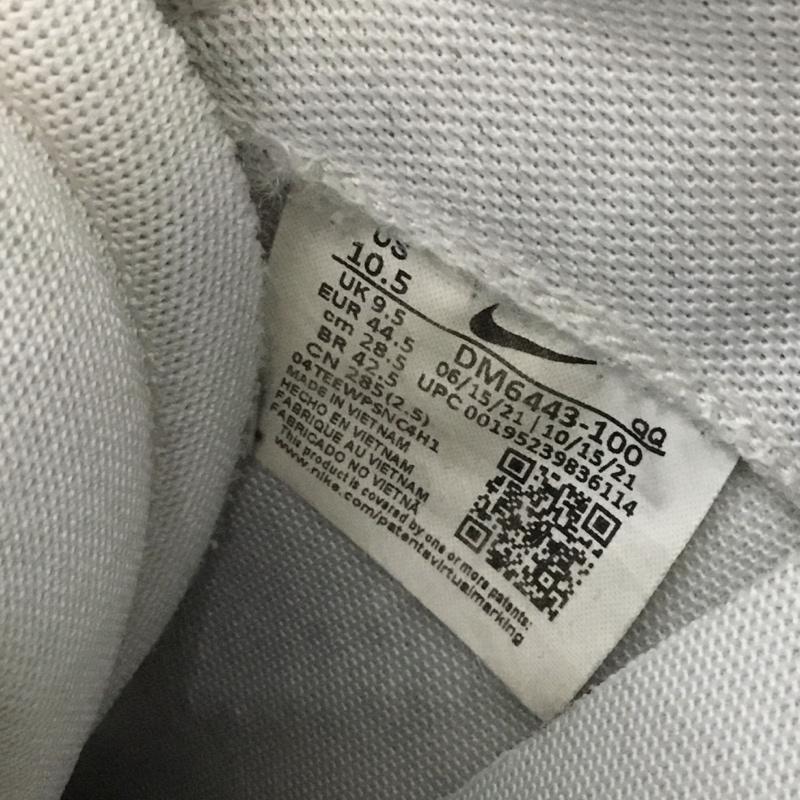 US
10.5
UK 9.5
EUR 44.5
cm 28.5
BR 42.5
CN 285(2.5)
04TEEWPSNC4H1
MADE IN VIETNAM
HECHO EN VIETNAM
FABRIQUE AU VIETNAM
FABRICADO NO VIETNÃ
This product is covered by one or more patents:
www.nike.com/patentsvirtualmarking
QQ
DM6443-100
06/15/21 | 10/15/21
UPC 00195239836114